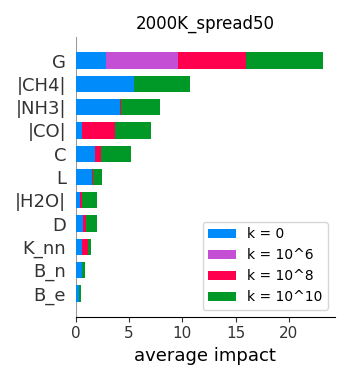 2000K_spread50
G
|CH4|
|NH3|
|CO|
C
L
|H2O|
D
K_nn
B_n
B_e
k = 0
k = 10^6
k = 10^8
k = 10^10
0 5 10 15 20
average impact